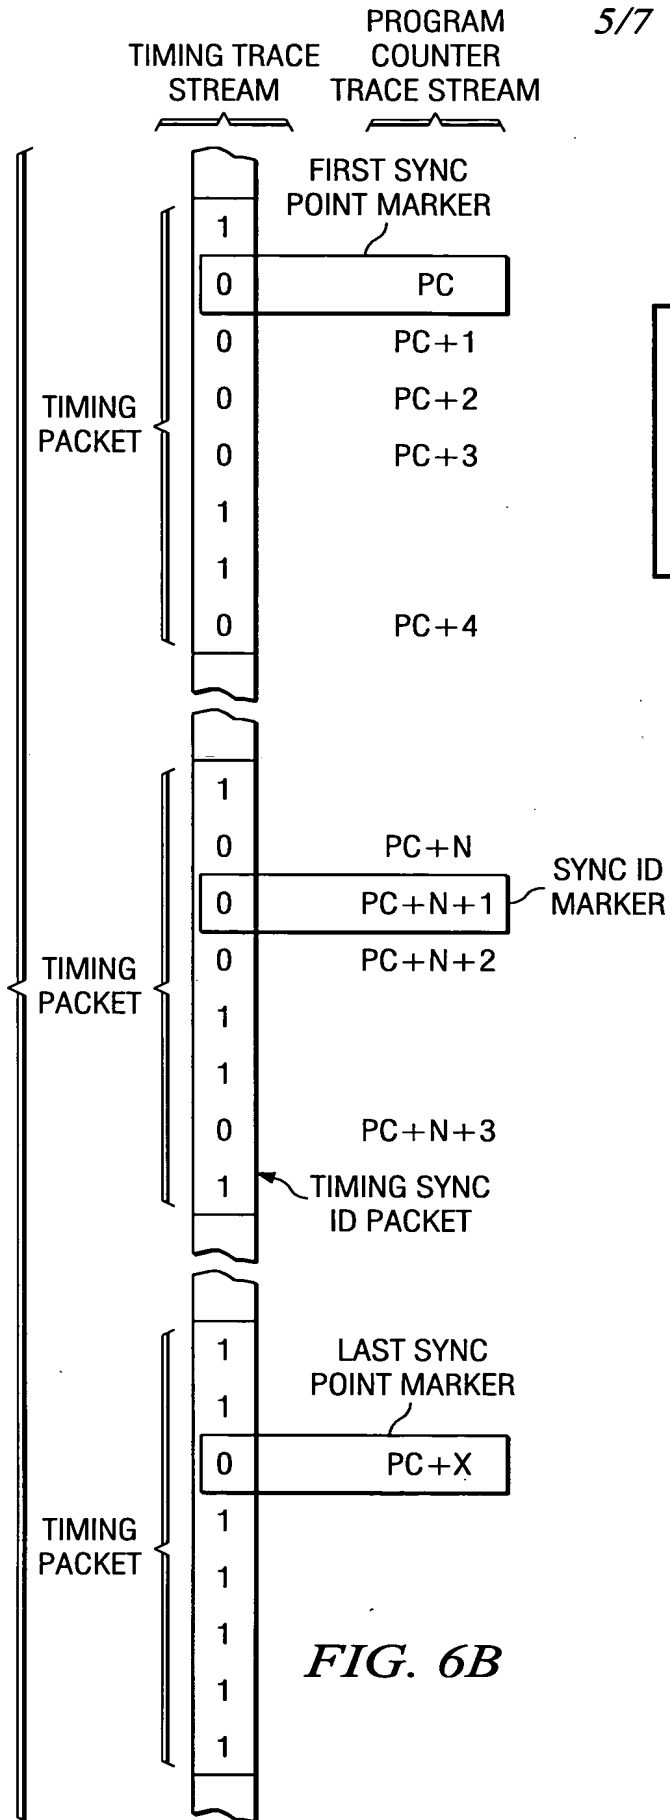 5/7
TIMING TRACE
STREAM
PROGRAM
COUNTER
TRACE STREAM
FIRST SYNC
POINT MARKER
1
0 PC
0 PC+1
0 PC+2
0 PC+3
1
1
0 PC+4
TIMING
PACKET
1
0 PC+N
0 PC+N+1
SYNC ID
MARKER
0 PC+N+2
1
1
0 PC+N+3
1
TIMING SYNC
ID PACKET
TIMING
PACKET
1
LAST SYNC
POINT MARKER
1
0 PC+X
1
1
1
1
1
TIMING
PACKET
FIG. 6B